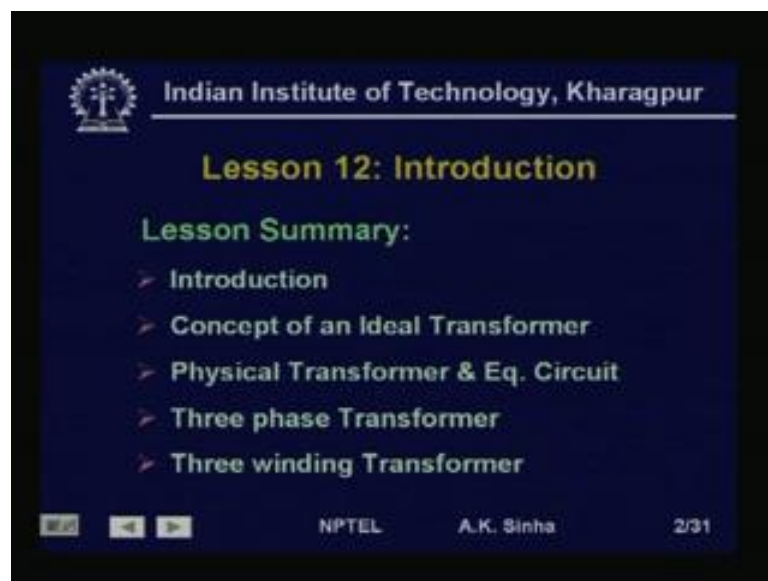 Indian Institute of Technology, Kharagpur
Lesson 12: Introduction
Lesson Summary:
Introduction
Concept of an Ideal Transformer
Physical Transformer & Eq. Circuit
Three phase Transformer
Three winding Transformer
NPTEL A.K. Sinha 2/31